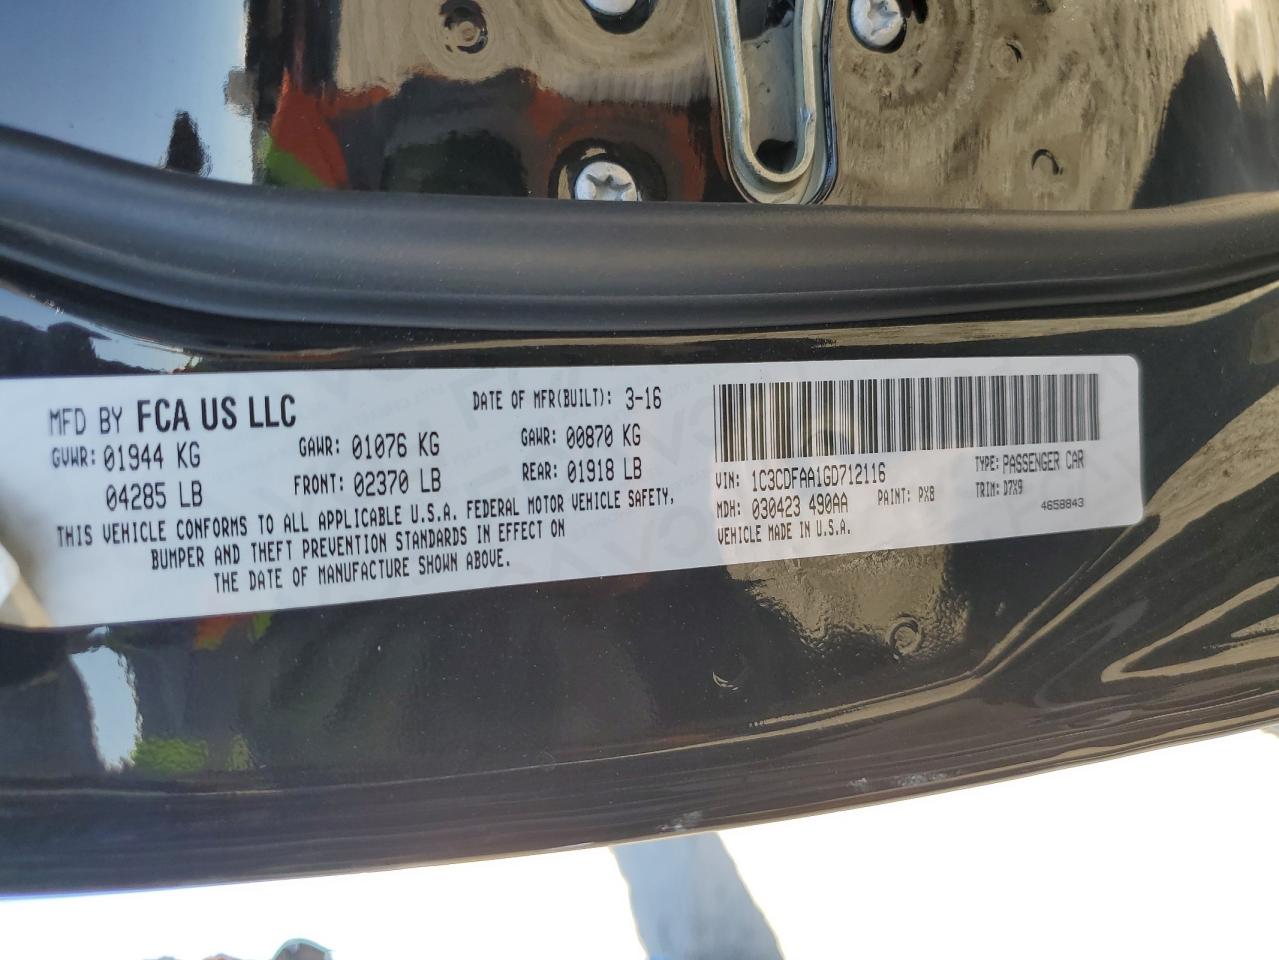 MFD BY FCA US LLC
DATE OF MFR(BUILT): 3-16
GVWR: 01944 KG
04285 LB
GAWR: 01076 KG
FRONT: 02370 LB
GAWR: 00870 KG
REAR: 01918 LB
THIS VEHICLE CONFORMS TO ALL APPLICABLE U.S.A. FEDERAL MOTOR VEHICLE SAFETY,
BUMPER AND THEFT PREVENTION STANDARDS IN EFFECT ON
THE DATE OF MANUFACTURE SHOWN ABOVE.
VIN: 1C3CDFAA1GD712116
TYPE: PASSENGER CAR
MDH: 030423 490AA
PAINT: PX8
TRIM: D7X9
VEHICLE MADE IN U.S.A.
4658843